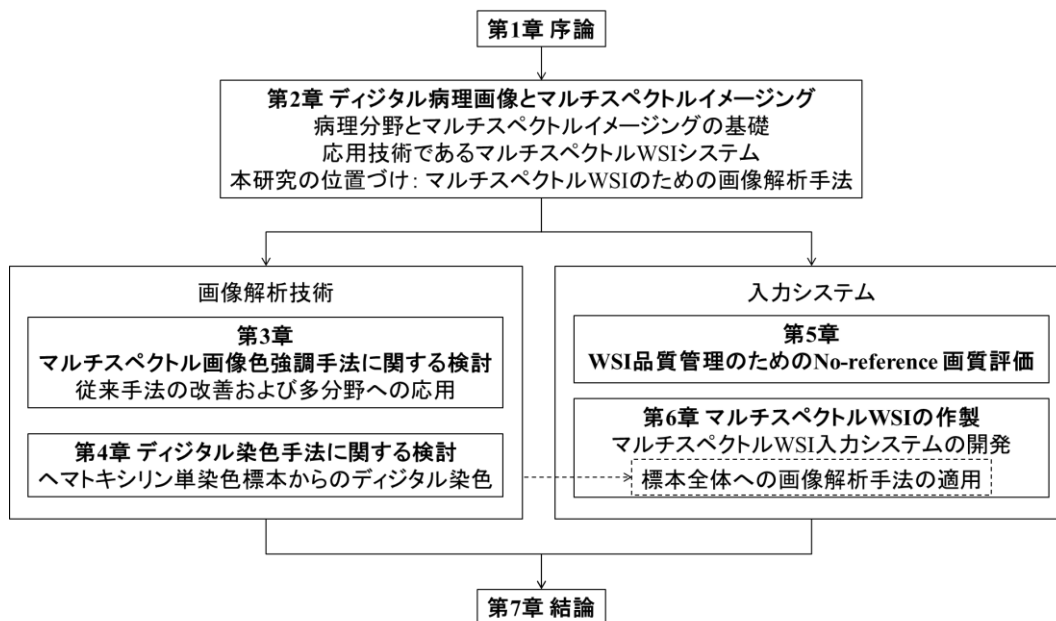 第1章 序論
第2章 ディジタル病理画像とマルチスペクトルイメージング
病理分野とマルチスペクトルイメージングの基礎
応用技術であるマルチスペクトルWSIシステム
本研究の位置づけ: マルチスペクトルWSIのための画像解析手法
画像解析技術
第3章
マルチスペクトル画像色強調手法に関する検討
従来手法の改善および多分野への応用
第4章 ディジタル染色手法に関する検討
ヘマトキシリン単染色標本からのディジタル染色
入力システム
第5章
WSI品質管理のためのNo-reference 画質評価
第6章 マルチスペクトルWSIの作製
マルチスペクトルWSI入力システムの開発
標本全体への画像解析手法の適用
第7章 結論